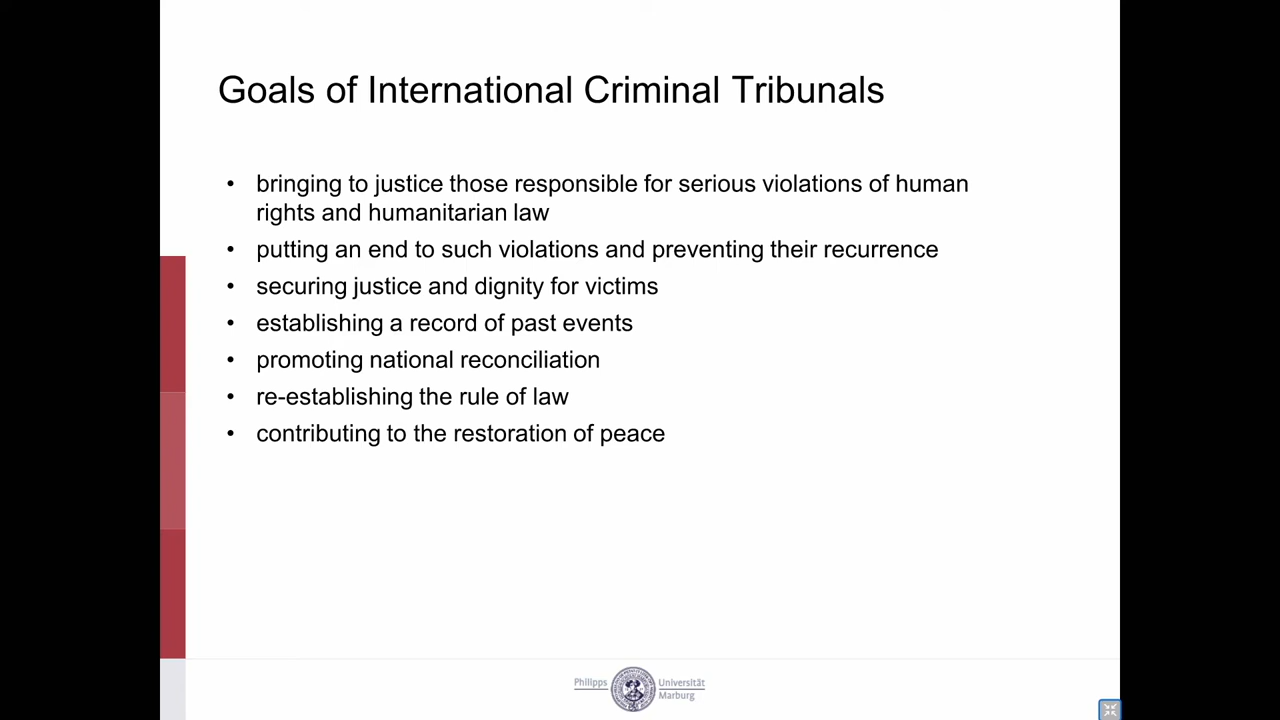 Goals of International Criminal Tribunals
• bringing to justice those responsible for serious violations of human
rights and humanitarian law
• putting an end to such violations and preventing their recurrence
• securing justice and dignity for victims
• establishing a record of past events
• promoting national reconciliation
• re-establishing the rule of law
• contributing to the restoration of peace
Philipps Universität
Marburg